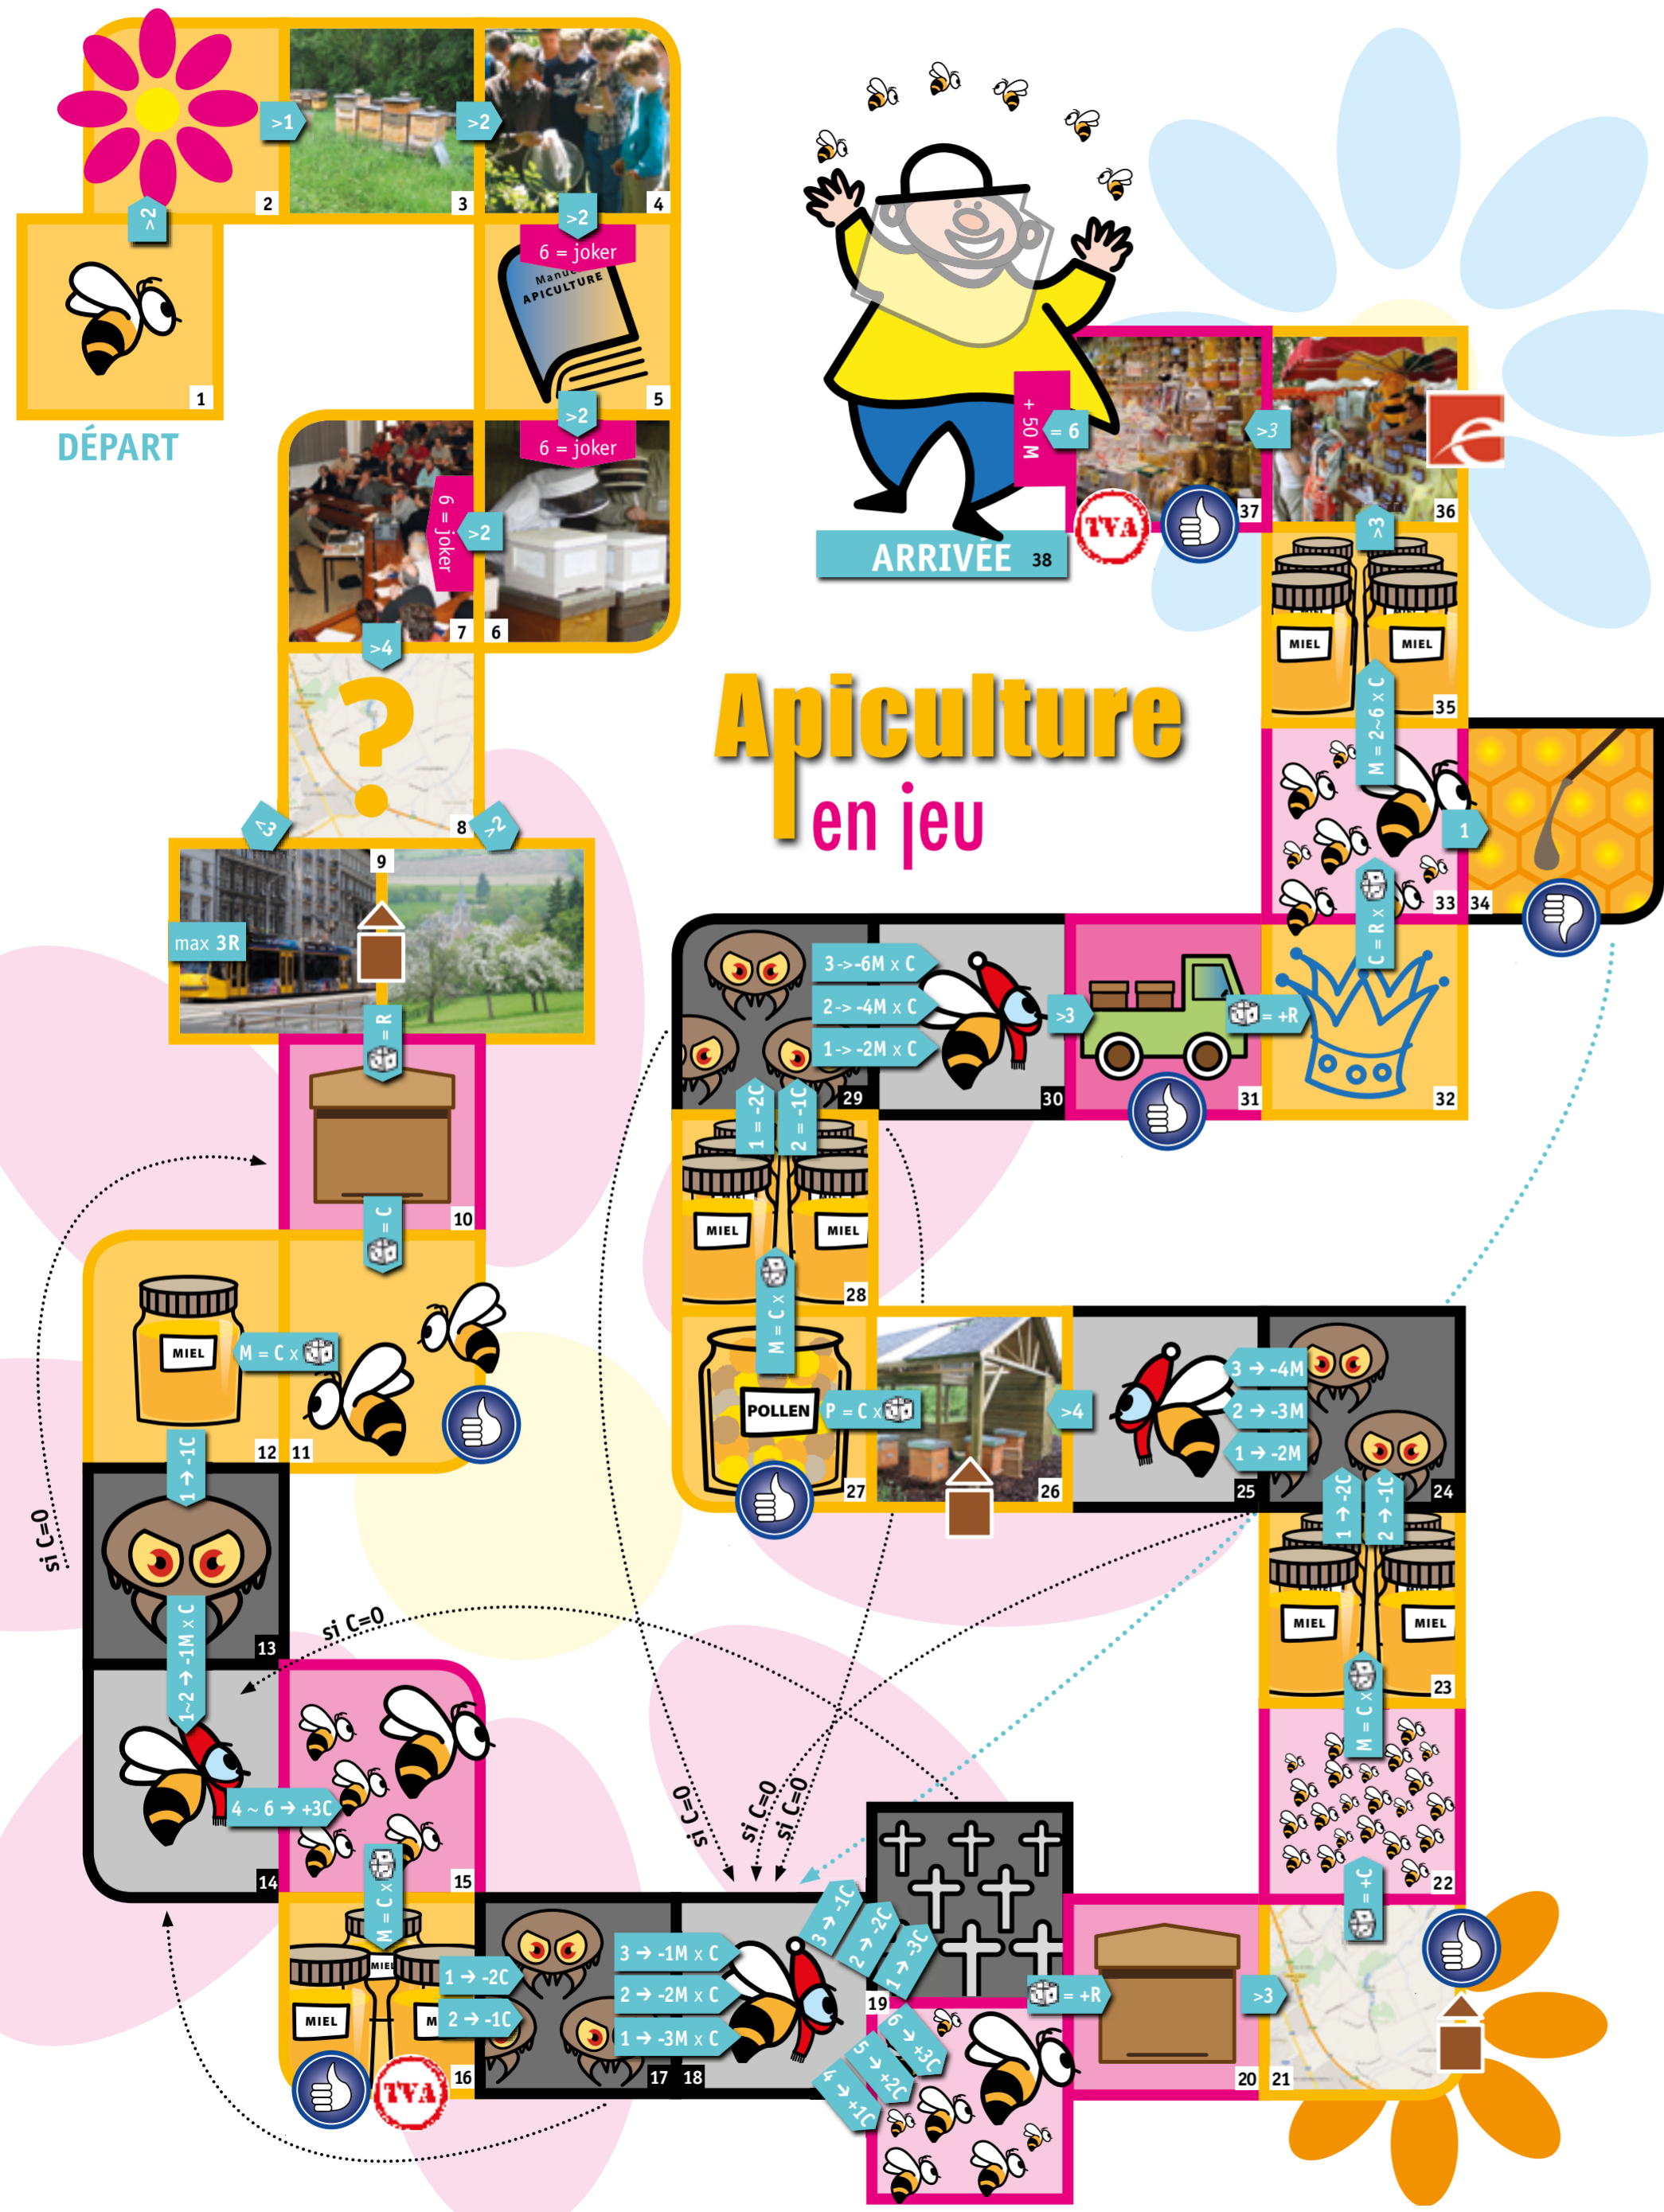 >1
>2
2
3
4
>2
>2
6 = joker
Manuel
APICULTURE
1
DÉPART
5
>2
6 = joker
6 = joker
>2
7
6
>4
?
8
<3
>2
9
max 3R
= R
10
= C
MIEL
M = C x
12
11
1 → -1C
si C=0
13
1~2 → -1M x C
si C=0
4 ~ 6 → +3C
14
15
M = C x
MIEL
MIEL
M
1 → -2C
2 → -1C
TVA
16
3 → -1M x C
2 → -2M x C
1 → -3M x C
17
18
si C=0
si C=0
si C=0
3 → -1C
2 → -2C
1 → -3C
19
6 → +3C
5 → +2C
4 → +1C
= +R
20
>3
21
= +C
22
M = C x
MIEL
MIEL
23
1 → -2C
2 → -1C
24
3 → -4M
2 → -3M
1 → -2M
25
>4
26
P = C x
POLLEN
27
M = C x
MIEL
MIEL
28
1 = -2C
2 = -1C
29
3->-6M x C
2-> -4M x C
1-> -2M x C
30
>3
31
= +R
32
C = R x
33
34
1
M = 2~6 x C
MIEL
MIEL
35
>3
36
>3
37
TVA
= 6
+ 50 M
ARRIVÉE 38
Apiculture
en jeu